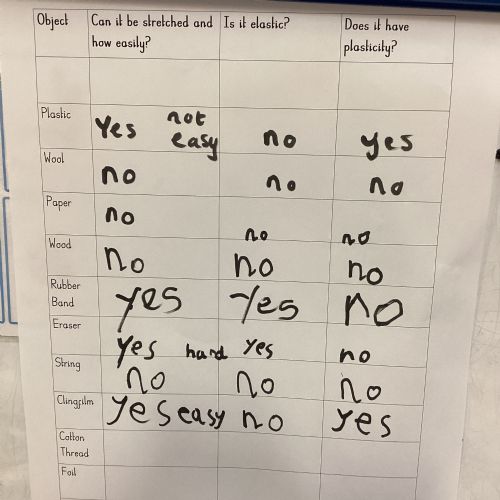 Object Can it be stretched and how easily? Is it elastic? Does it have plasticity?
Plastic Yes not easy no yes
Wool no no no
Paper no no no
Wood no no no
Rubber Band yes Yes no
Eraser yes hard yes no
String no no no
Clingfilm yes easy no yes
Cotton Thread
Foil